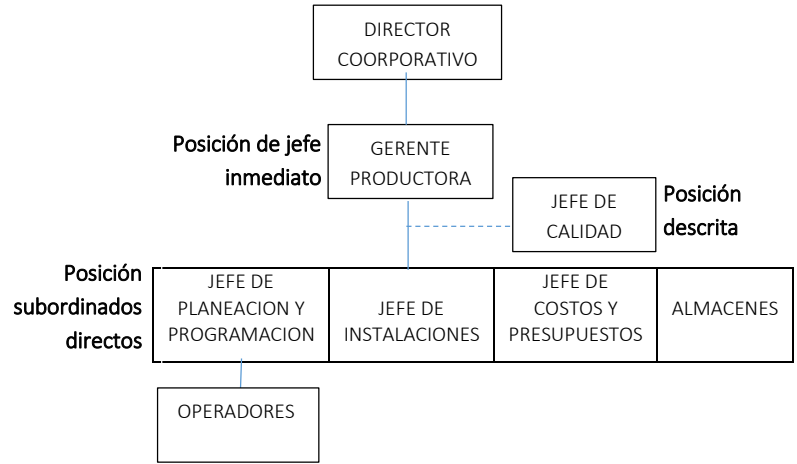 DIRECTOR
COORPORATIVO
Posición de jefe
inmediato
GERENTE
PRODUCTORA
JEFE DE
CALIDAD
Posición
descrita
Posición
subordinados
directos
JEFE DE
PLANEACION Y
PROGRAMACION
JEFE DE
INSTALACIONES
JEFE DE
COSTOS Y
PRESUPUESTOS
ALMACENES
OPERADORES